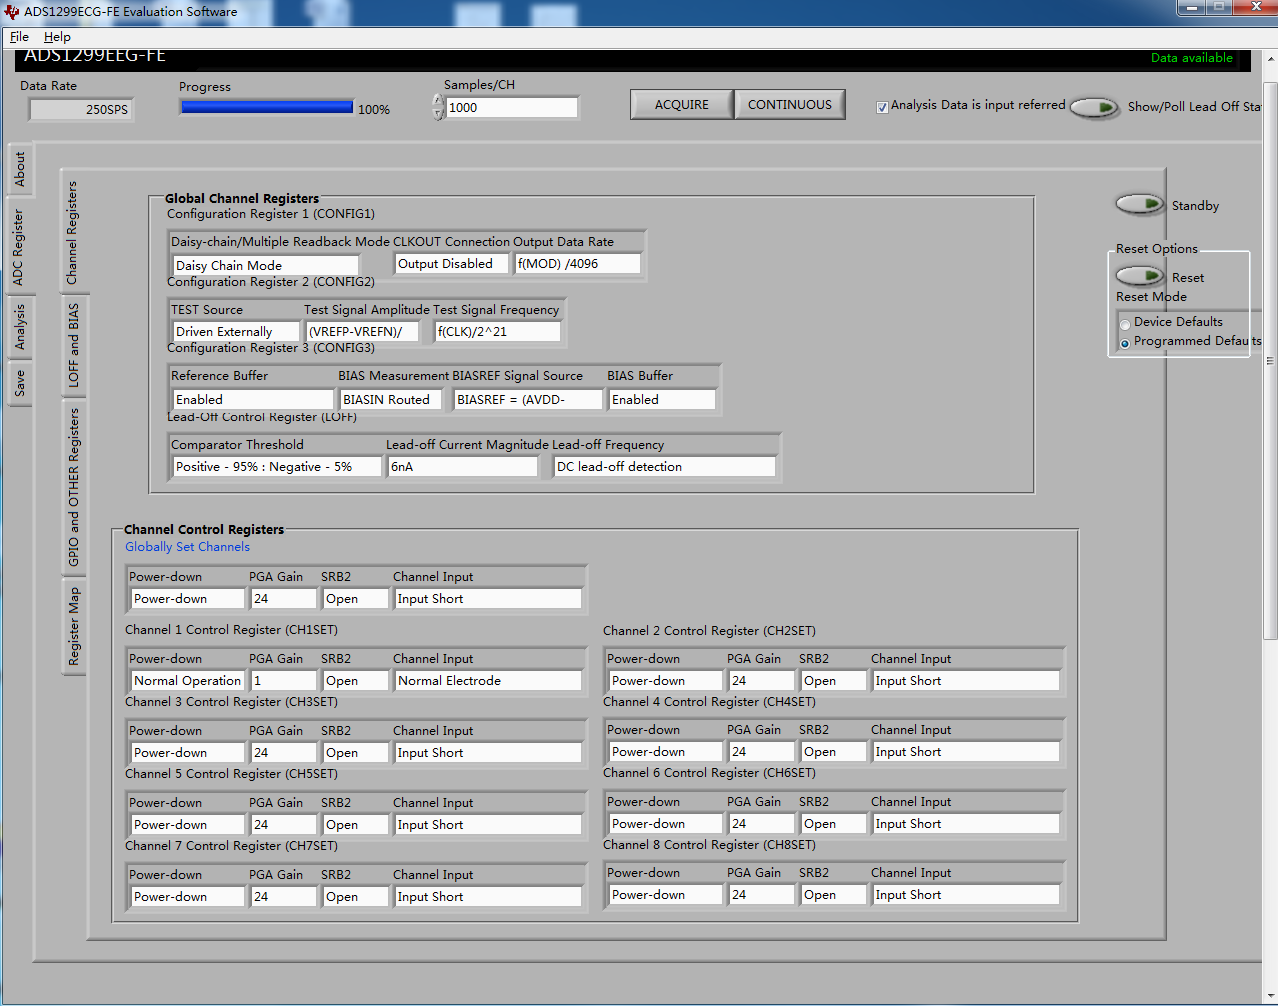 ADS1299ECG-FE Evaluation Software
File Help
ADS1299EEG-FE
Data available
Data Rate
250SPS
Progress
100%
Samples/CH
1000
ACQUIRE
CONTINUOUS
Analysis Data is input referred
Show/Poll Lead Off Sta
About
ADC Register
Analysis
Save
Channel Registers
LOFF and BIAS
GPIO and OTHER Registers
Register Map
Global Channel Registers
Configuration Register 1 (CONFIG1)
Daisy-chain/Multiple Readback Mode CLKOUT Connection Output Data Rate
Daisy Chain Mode Output Disabled f(MOD) /4096
Configuration Register 2 (CONFIG2)
TEST Source Test Signal Amplitude Test Signal Frequency
Driven Externally (VREFP-VREFN)/ f(CLK)/2^21
Configuration Register 3 (CONFIG3)
Reference Buffer BIAS Measurement BIASREF Signal Source BIAS Buffer
Enabled BIASIN Routed BIASREF = (AVDD- Enabled
Lead-Off Control Register (LOFF)
Comparator Threshold Lead-off Current Magnitude Lead-off Frequency
Positive - 95% : Negative - 5% 6nA DC lead-off detection
Standby
Reset Options
Reset
Reset Mode
Device Defaults
Programmed Defaults
Channel Control Registers
Globally Set Channels
Power-down PGA Gain SRB2 Channel Input
Power-down 24 Open Input Short
Channel 1 Control Register (CH1SET)
Power-down PGA Gain SRB2 Channel Input
Normal Operation 1 Open Normal Electrode
Channel 2 Control Register (CH2SET)
Power-down PGA Gain SRB2 Channel Input
Power-down 24 Open Input Short
Channel 3 Control Register (CH3SET)
Power-down PGA Gain SRB2 Channel Input
Power-down 24 Open Input Short
Channel 4 Control Register (CH4SET)
Power-down PGA Gain SRB2 Channel Input
Power-down 24 Open Input Short
Channel 5 Control Register (CH5SET)
Power-down PGA Gain SRB2 Channel Input
Power-down 24 Open Input Short
Channel 6 Control Register (CH6SET)
Power-down PGA Gain SRB2 Channel Input
Power-down 24 Open Input Short
Channel 7 Control Register (CH7SET)
Power-down PGA Gain SRB2 Channel Input
Power-down 24 Open Input Short
Channel 8 Control Register (CH8SET)
Power-down PGA Gain SRB2 Channel Input
Power-down 24 Open Input Short